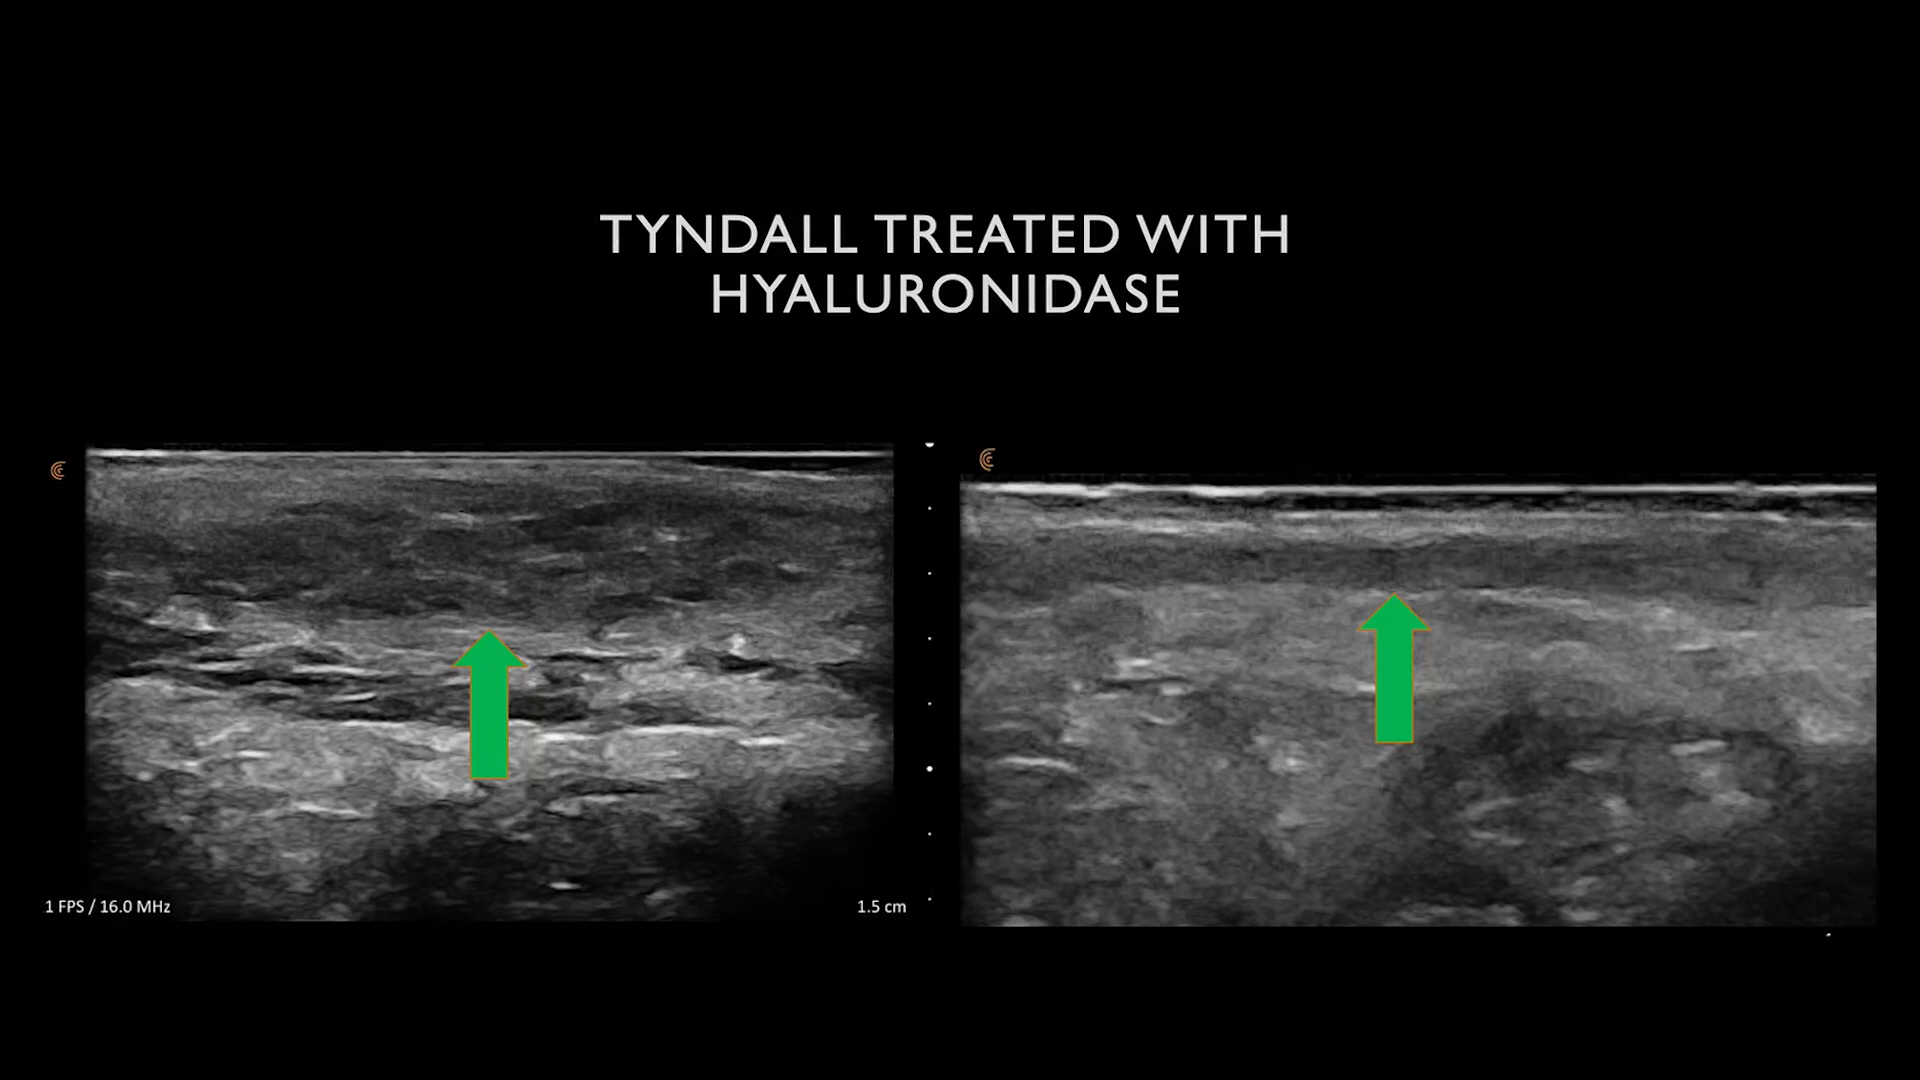 TYNDALL TREATED WITH
HYALURONIDASE
1 FPS / 16.0 MHz
1.5 cm